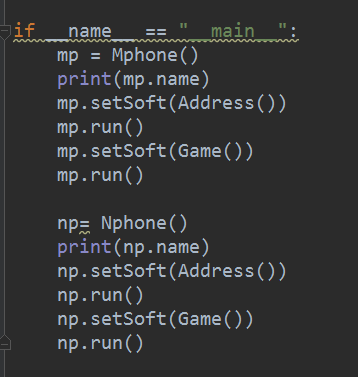 if __name__ == "__main__":
    mp = Mphone()
    print(mp.name)
    mp.setSoft(Address())
    mp.run()
    mp.setSoft(Game())
    mp.run()

    np= Nphone()
    print(np.name)
    np.setSoft(Address())
    np.run()
    np.setSoft(Game())
    np.run()